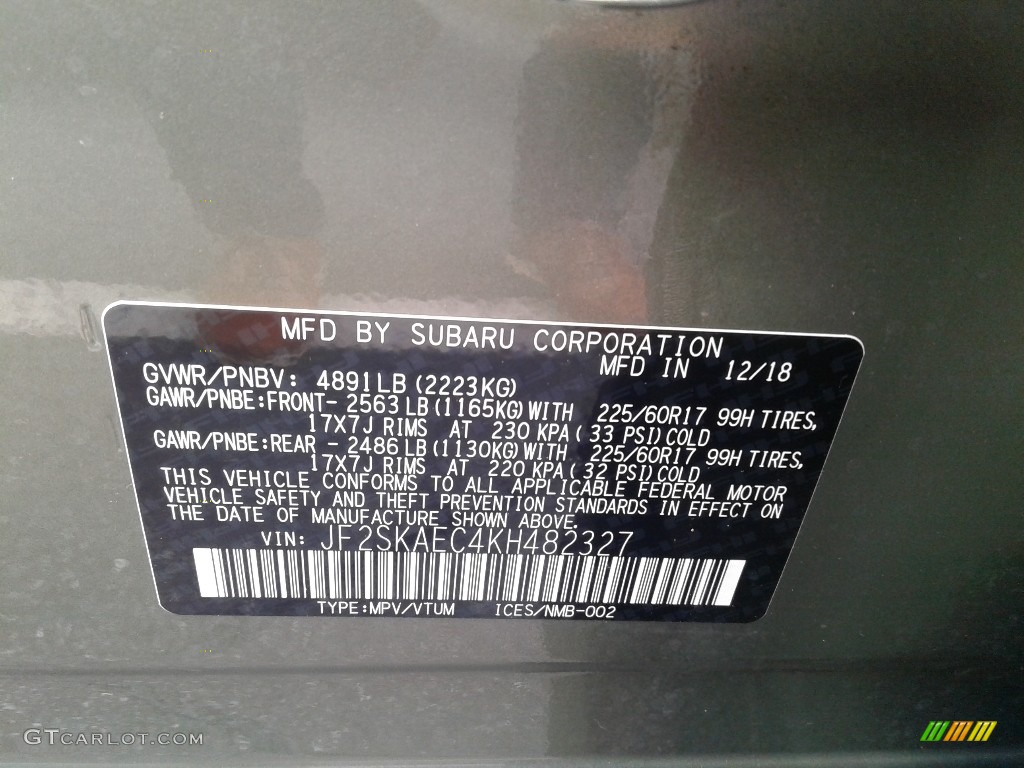 MFD BY SUBARU CORPORATION
MFD IN 12/18
GVWR/PNBV: 4891LB (2223KG)
GAWR/PNBE:FRONT- 2563 LB (1165KG) WITH 225/60R17 99H TIRES,
17X7J RIMS AT 230 KPA ( 33 PSI) COLD
GAWR/PNBE:REAR - 2486 LB (1130KG) WITH 225/60R17 99H TIRES,
17X7J RIMS AT 220 KPA ( 32 PSI) COLD
THIS VEHICLE CONFORMS TO ALL APPLICABLE FEDERAL MOTOR
VEHICLE SAFETY AND THEFT PREVENTION STANDARDS IN EFFECT ON
THE DATE OF MANUFACTURE SHOWN ABOVE.
VIN: JF2SKAEC4KH482327
TYPE:MPV/VTUM ICES/NMB-002
GTCARLOT.COM